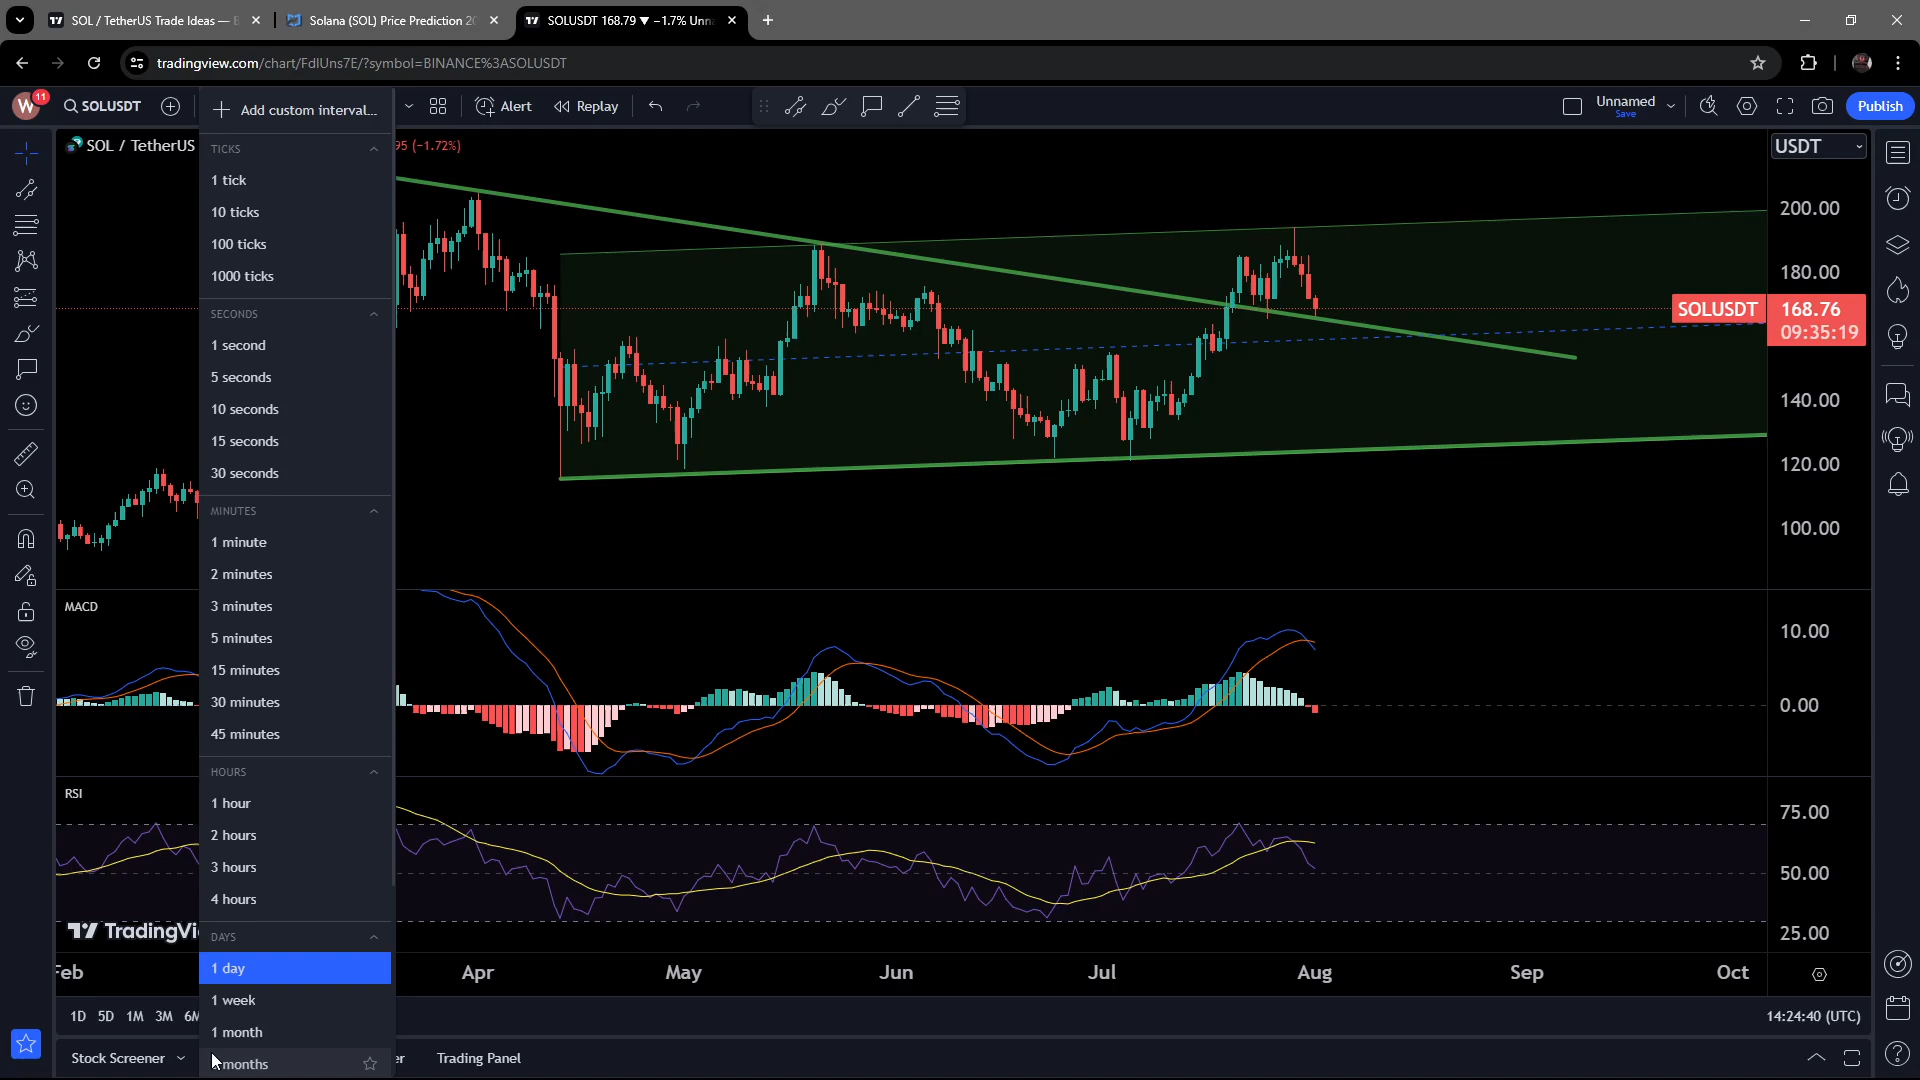 SOL / TetherUS Trade Ideas — B
Solana (SOL) Price Prediction 20
SOLUSDT 168.79 ▼ −1.7% Unna
tradingview.com/chart/FdlUns7E/?symbol=BINANCE%3ASOLUSDT
W 11
SOLUSDT
Add custom interval...
Alert
Replay
Unnamed
Save
Publish
SOL / TetherUS
95 (−1.72%)
USDT
TICKS
1 tick
10 ticks
100 ticks
1000 ticks
SECONDS
1 second
5 seconds
10 seconds
15 seconds
30 seconds
MINUTES
1 minute
2 minutes
3 minutes
5 minutes
15 minutes
30 minutes
45 minutes
HOURS
1 hour
2 hours
3 hours
4 hours
DAYS
1 day
1 week
1 month
months
200.00
180.00
SOLUSDT 168.76
09:35:19
140.00
120.00
100.00
MACD
10.00
0.00
RSI
75.00
50.00
25.00
TradingVi
Feb Apr May Jun Jul Aug Sep Oct
1D 5D 1M 3M 6M
14:24:40 (UTC)
Stock Screener er Trading Panel